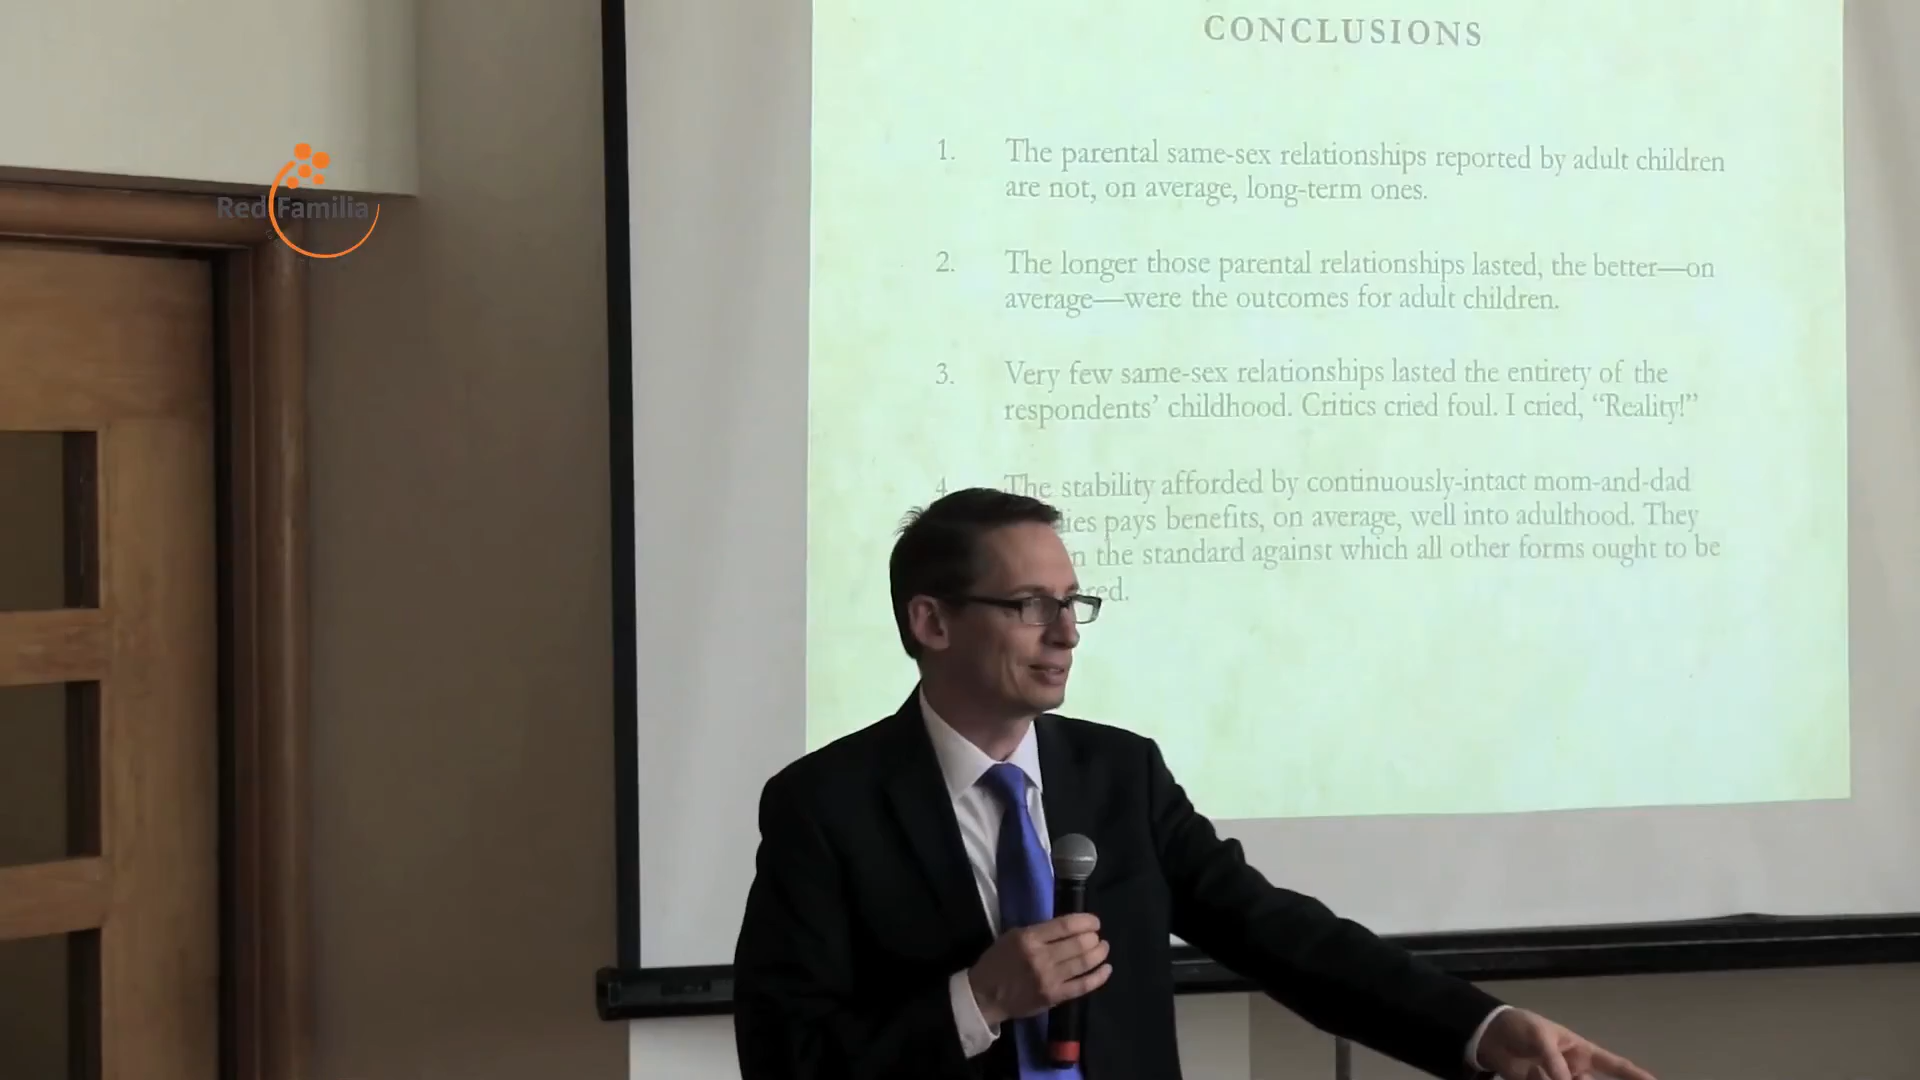 CONCLUSIONS
1. The parental same-sex relationships reported by adult children
are not, on average, long-term ones.
2. The longer those parental relationships lasted, the better—on
average—were the outcomes for adult children.
3. Very few same-sex relationships lasted the entirety of the
respondents’ childhood. Critics cried foul. I cried, “Reality!”
4. The stability afforded by continuously-intact mom-and-dad
pays benefits, on average, well into adulthood. They
the standard against which all other forms ought to be
Red Familia